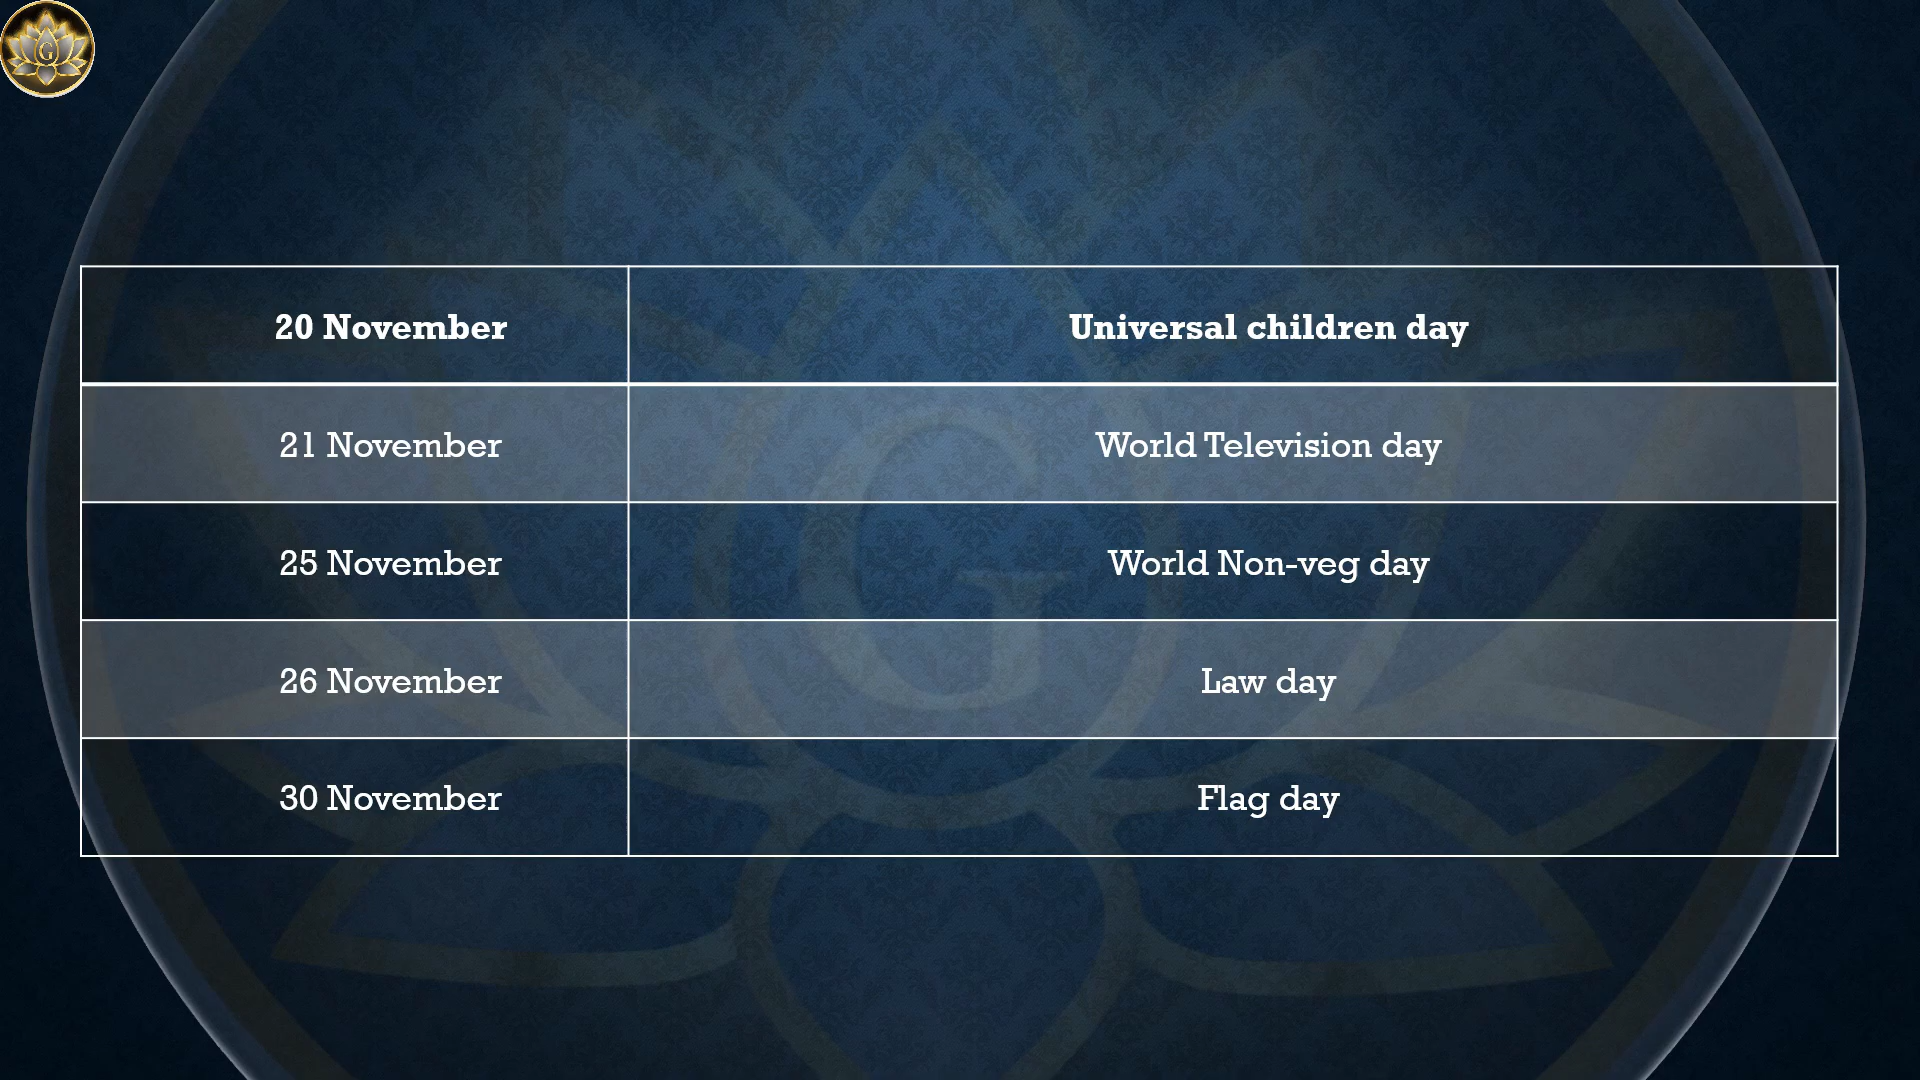 G
20 November Universal children day
21 November World Television day
25 November World Non-veg day
26 November Law day
30 November Flag day
G